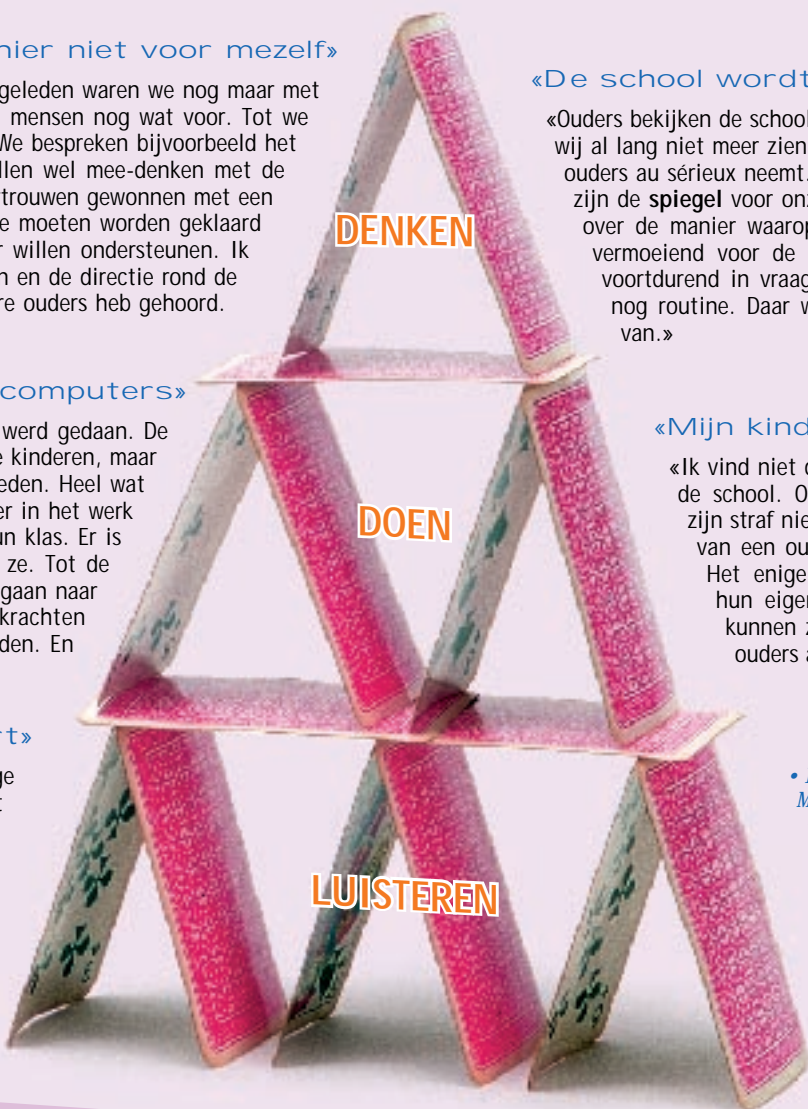 hier niet voor mezelf»
geleden waren we nog maar met
mensen nog wat voor. Tot we
We bespreken bijvoorbeeld het
llen wel mee-denken met de
rtrouwen gewonnen met een
e moeten worden geklaard
r willen ondersteunen. Ik
n en de directie rond de
re ouders heb gehoord.
computers»
werd gedaan. De
e kinderen, maar
eden. Heel wat
er in het werk
un klas. Er is
ze. Tot de
gaan naar
krachten
den. En
rt»
ge
t
DENKEN
DOEN
LUISTEREN
«De school wordt
«Ouders bekijken de school
wij al lang niet meer zien
ouders au sérieux neemt.
zijn de spiegel voor onz
over de manier waarop
vermoeiend voor de
voortdurend in vraag
nog routine. Daar w
van.»
«Mijn kind
«Ik vind niet d
de school. O
zijn straf nie
van een ou
Het enige
hun eiger
kunnen z
ouders a
•
M